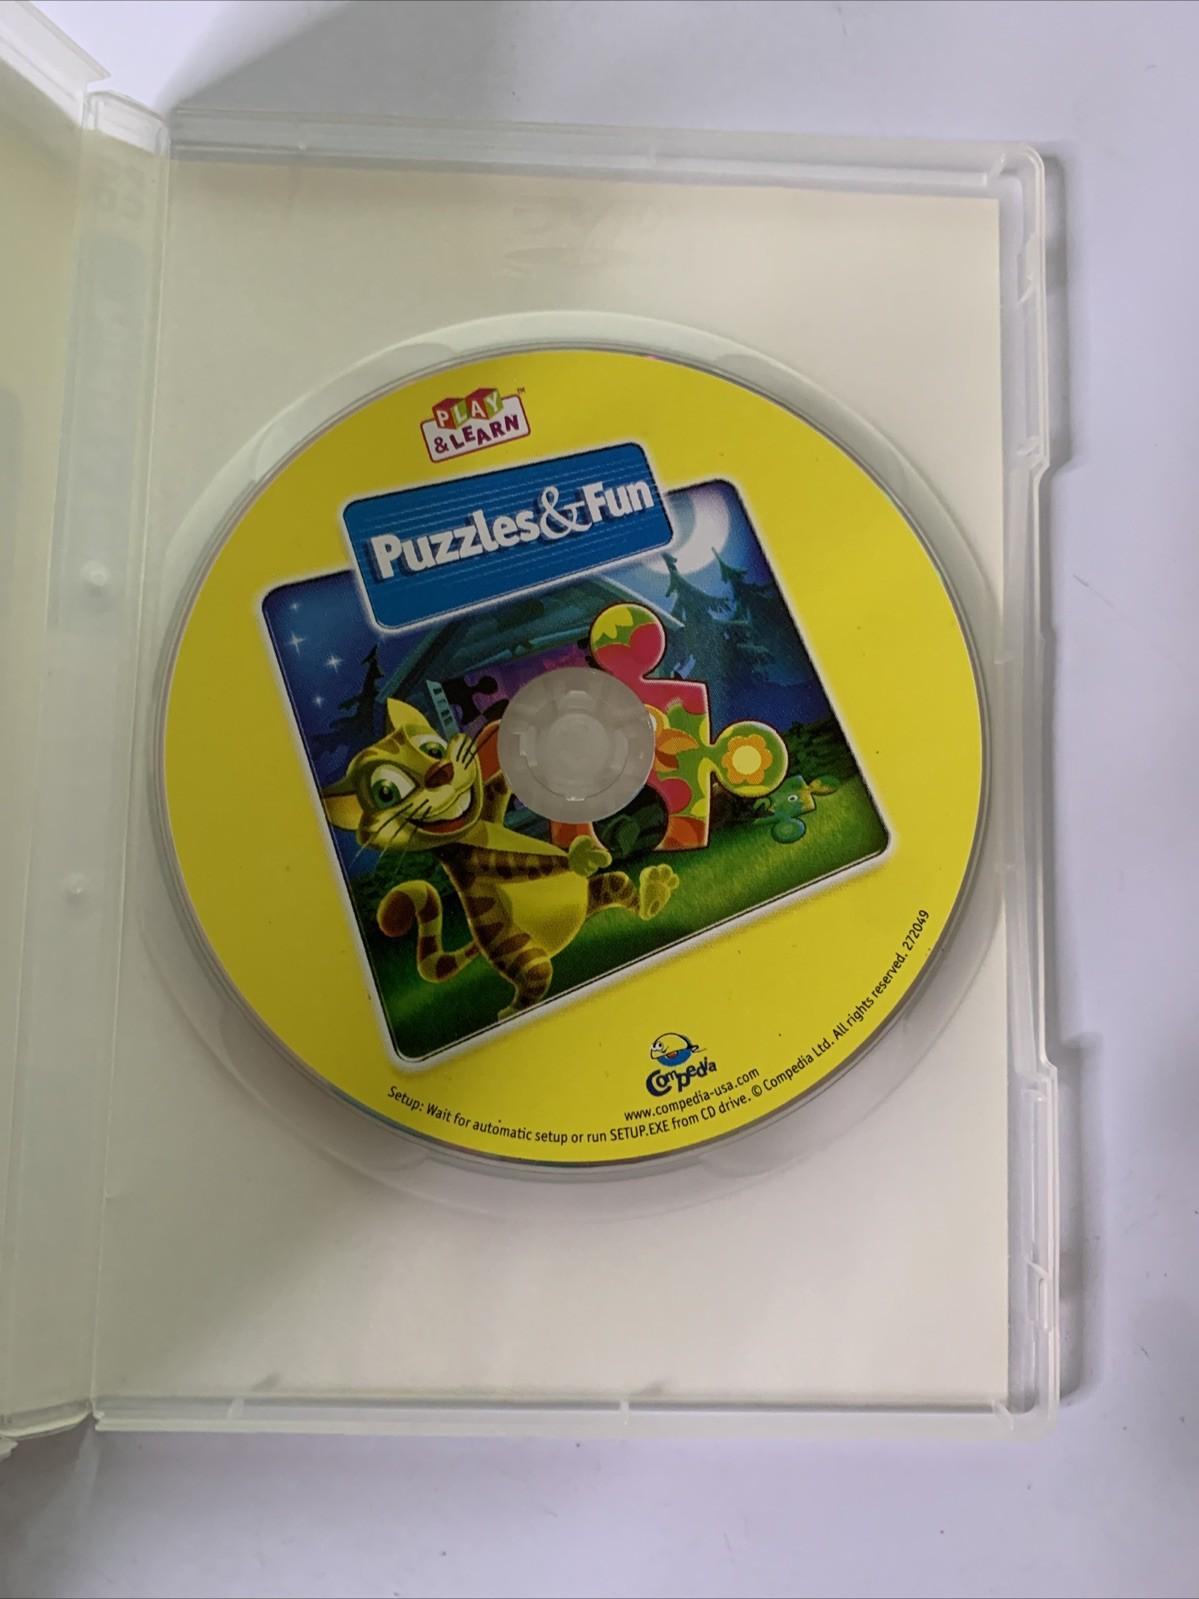 PLAY™
& LEARN
Puzzles&Fun
Compedia
www.compedia-usa.com
Setup: Wait for automatic setup or run SETUP.EXE from CD drive. © Compedia Ltd. All rights reserved. 272049